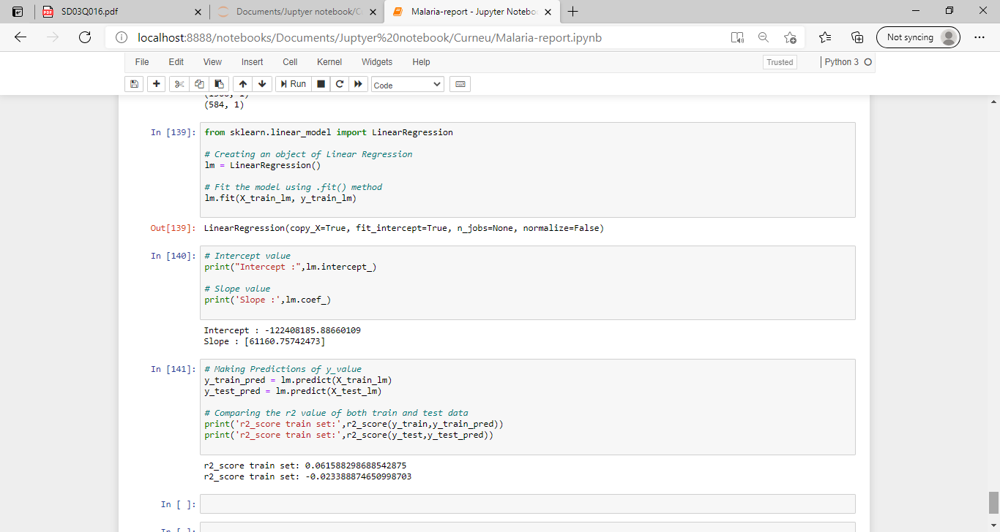 SD03Q016.pdf
Documents/Juptyer notebook/C
Malaria-report - Jupyter Notebo
localhost:8888/notebooks/Documents/Juptyer%20notebook/Curneu/Malaria-report.ipynb
Not syncing
File Edit View Insert Cell Kernel Widgets Help
Trusted
Python 3
Run
Code
(584, 1)
In [139]:
from sklearn.linear_model import LinearRegression
# Creating an object of Linear Regression
lm = LinearRegression()
# Fit the model using .fit() method
lm.fit(X_train_lm, y_train_lm)
Out[139]:
LinearRegression(copy_X=True, fit_intercept=True, n_jobs=None, normalize=False)
In [140]:
# Intercept value
print("Intercept :",lm.intercept_)
# Slope value
print('Slope :',lm.coef_)
Intercept : -122408185.88660109
Slope : [61160.75742473]
In [141]:
# Making Predictions of y_value
y_train_pred = lm.predict(X_train_lm)
y_test_pred = lm.predict(X_test_lm)
# Comparing the r2 value of both train and test data
print('r2_score train set:',r2_score(y_train,y_train_pred))
print('r2_score train set:',r2_score(y_test,y_test_pred))
r2_score train set: 0.061588298688542875
r2_score train set: -0.023388874650998703
In [ ]:
In [ ]: